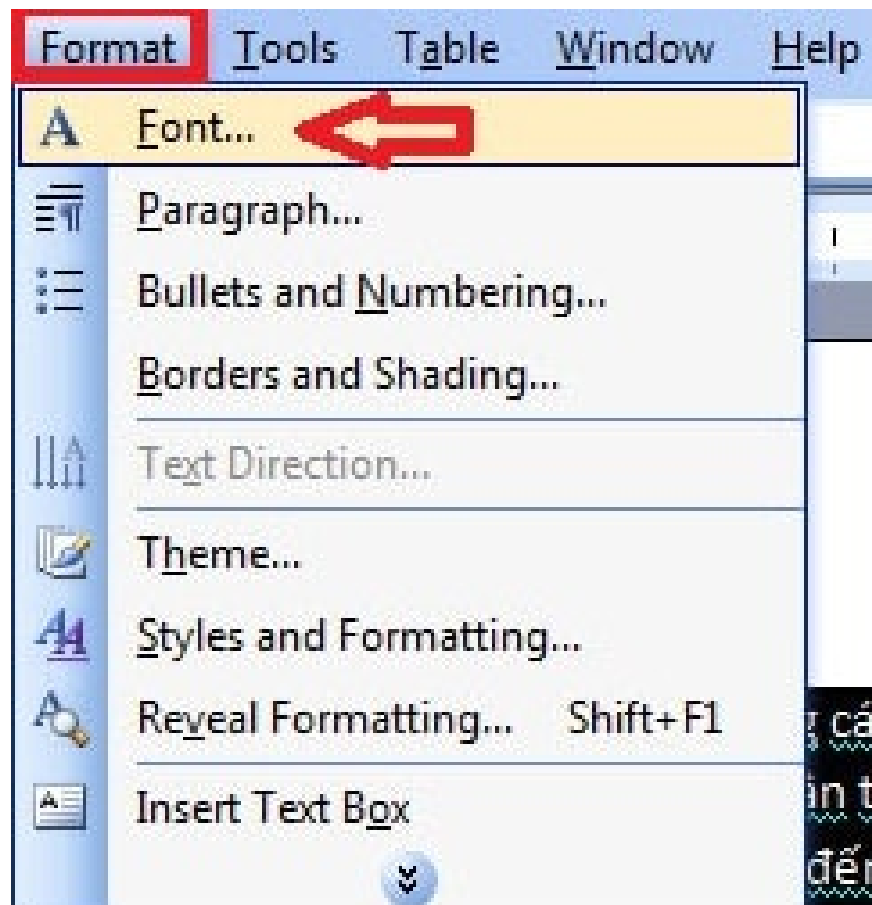 Format Tools Table Window Help
Font...
Paragraph...
Bullets and Numbering...
Borders and Shading...
Text Direction...
Theme...
Styles and Formatting...
Reveal Formatting... Shift+F1
Insert Text Box